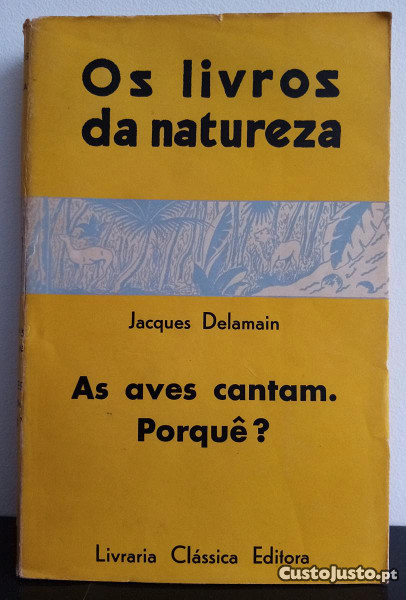 Os livros
da natureza
Jacques Delamain
As aves cantam.
Porquê?
Livraria Clássica Editora
CustoJusto.pt